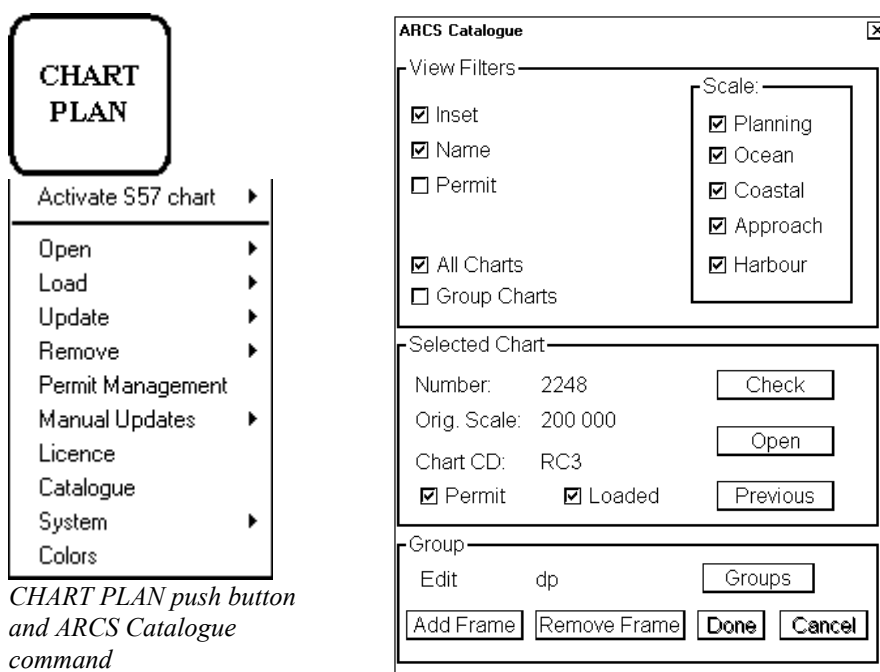 CHART
PLAN
Activate S57 chart
Open
Load
Update
Remove
Permit Management
Manual Updates
Licence
Catalogue
System
Colors
CHART PLAN push button
and ARCS Catalogue
command
ARCS Catalogue
View Filters
Inset
Name
Permit
All Charts
Group Charts
Scale:
Planning
Ocean
Coastal
Approach
Harbour
Selected Chart
Number: 2248 Check
Orig. Scale: 200 000
Open
Chart CD: RC3
Permit Loaded Previous
Group
Edit dp Groups
Add Frame Remove Frame Done Cancel